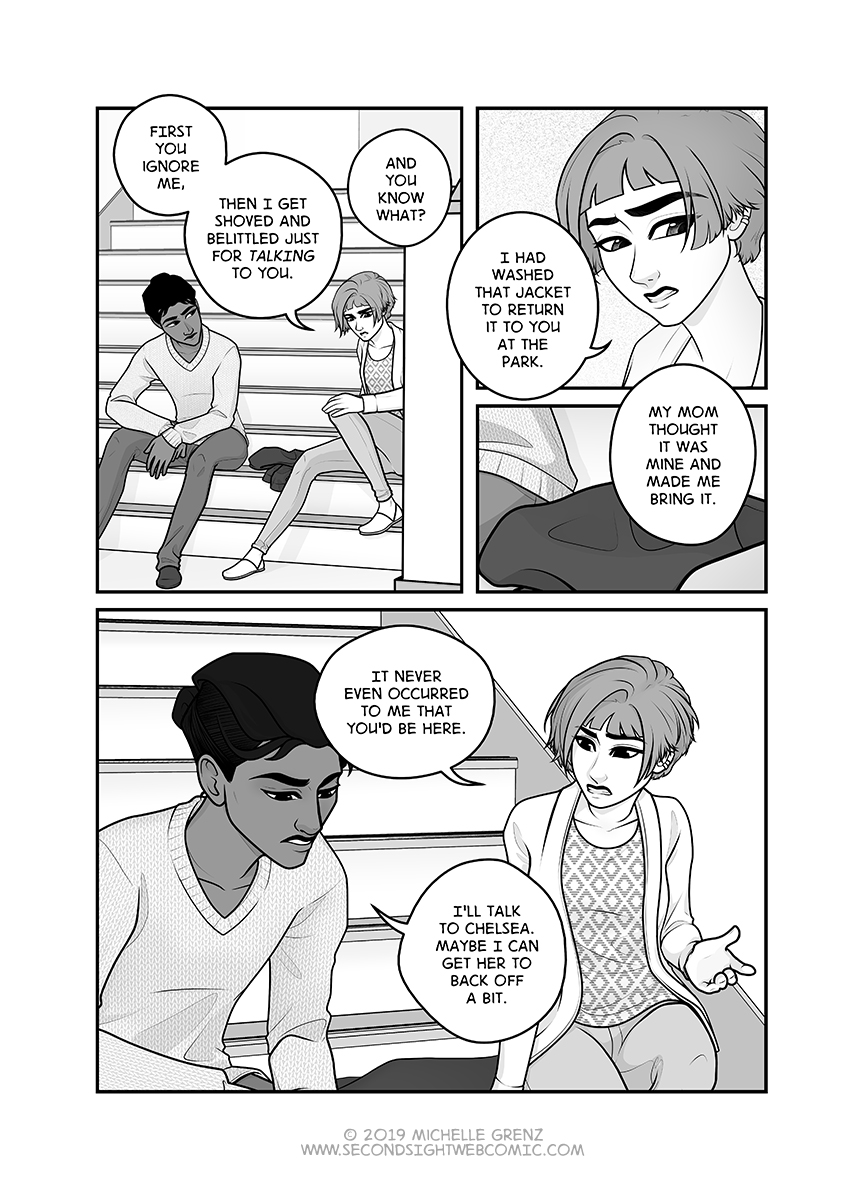 FIRST
YOU
IGNORE
ME,
THEN I GET
SHOVED AND
BELITTLED JUST
FOR TALKING
TO YOU.
AND
YOU
KNOW
WHAT?
I HAD
WASHED
THAT JACKET
TO RETURN
IT TO YOU
AT THE
PARK.
MY MOM
THOUGHT
IT WAS
MINE AND
MADE ME
BRING IT.
IT NEVER
EVEN OCCURRED
TO ME THAT
YOU'D BE HERE.
I'LL TALK
TO CHELSEA.
MAYBE I CAN
GET HER TO
BACK OFF
A BIT.
© 2019 MICHELLE GRENZ
WWW.SECONDSIGHTWEBCOMIC.COM